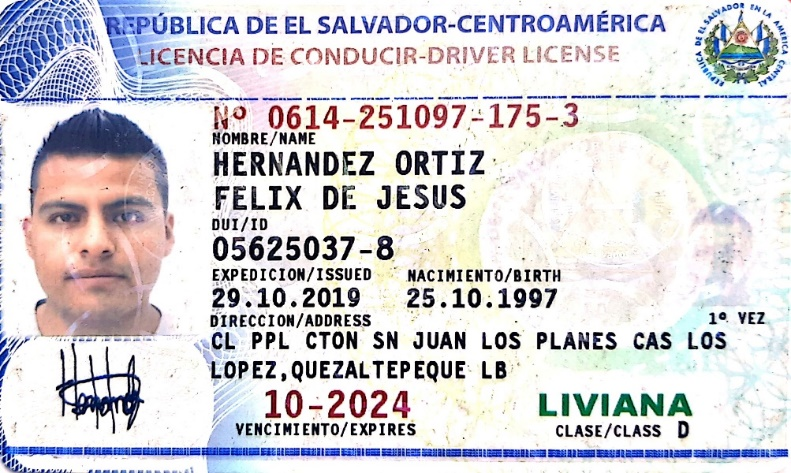 REPÚBLICA DE EL SALVADOR-CENTROAMÉRICA
LICENCIA DE CONDUCIR-DRIVER LICENSE
REPÚBLICA DE EL SALVADOR EN LA AMÉRICA CENTRAL
Nº 0614-251097-175-3
NOMBRE/NAME
HERNANDEZ ORTIZ
FELIX DE JESUS
DUI/ID
05625037-8
EXPEDICION/ISSUED NACIMIENTO/BIRTH
29.10.2019 25.10.1997
DIRECCION/ADDRESS 1º VEZ
CL PPL CTON SN JUAN LOS PLANES CAS LOS
LOPEZ,QUEZALTEPEQUE LB
10-2024 LIVIANA
VENCIMIENTO/EXPIRES CLASE/CLASS D